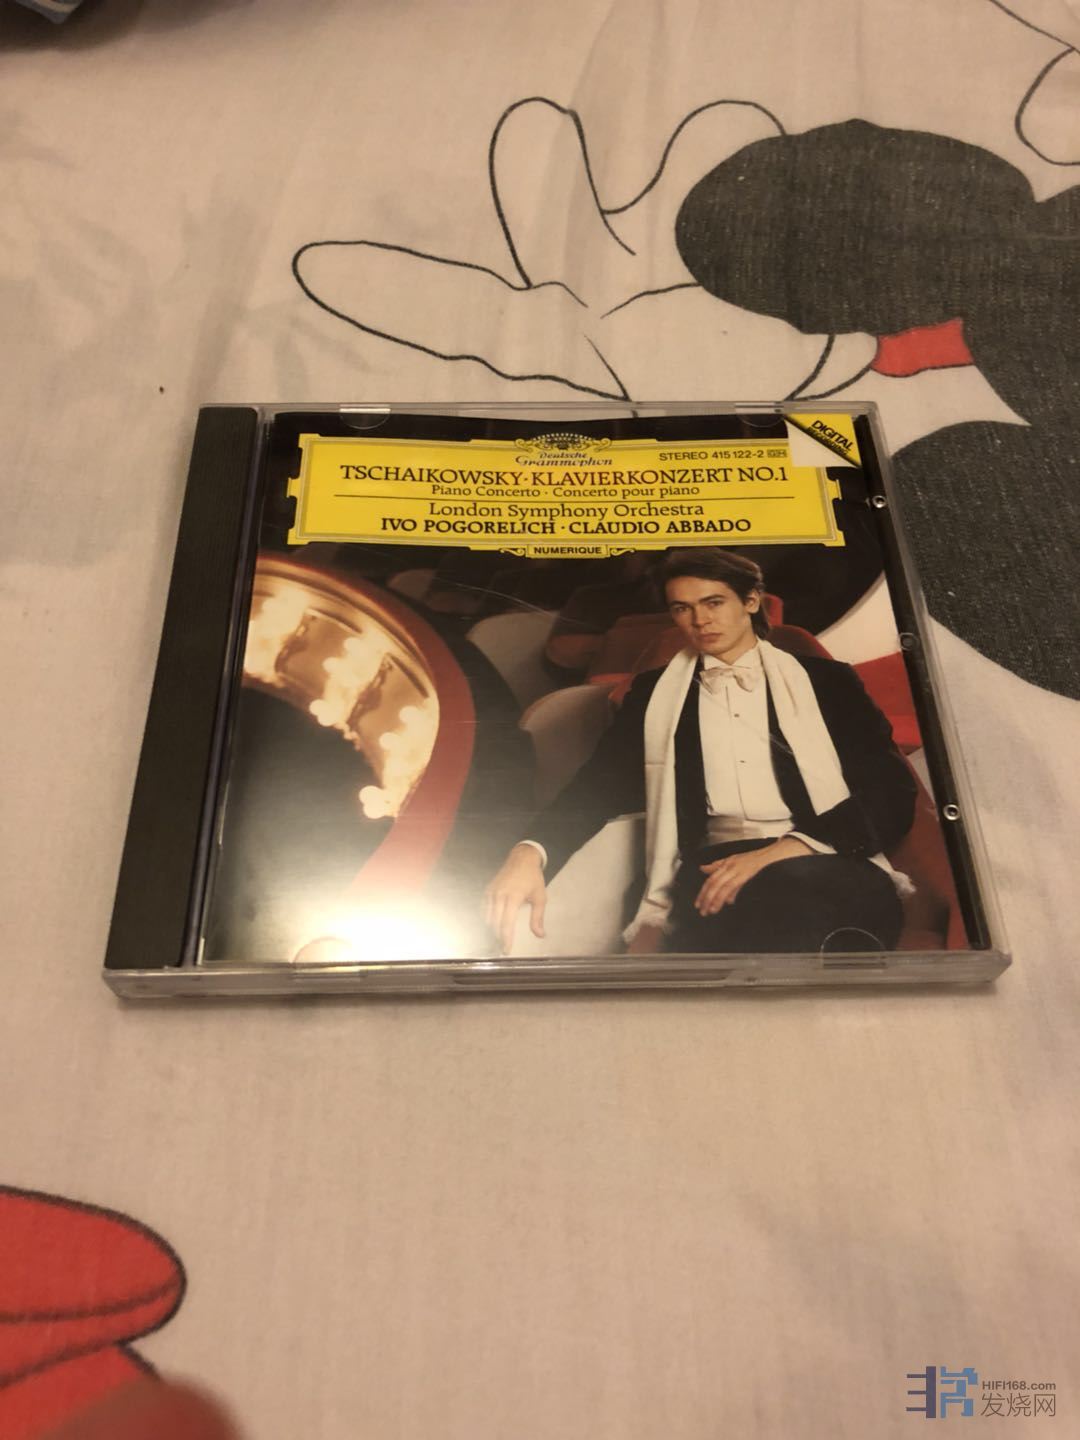 DIGITAL
Deutsche
Grammophon
STEREO 415 122-2 GH
TSCHAIKOWSKY · KLAVIERKONZERT NO.1
Piano Concerto · Concerto pour piano
London Symphony Orchestra
IVO POGORELICH · CLAUDIO ABBADO
NUMERIQUE
HIFI168.com
发烧网